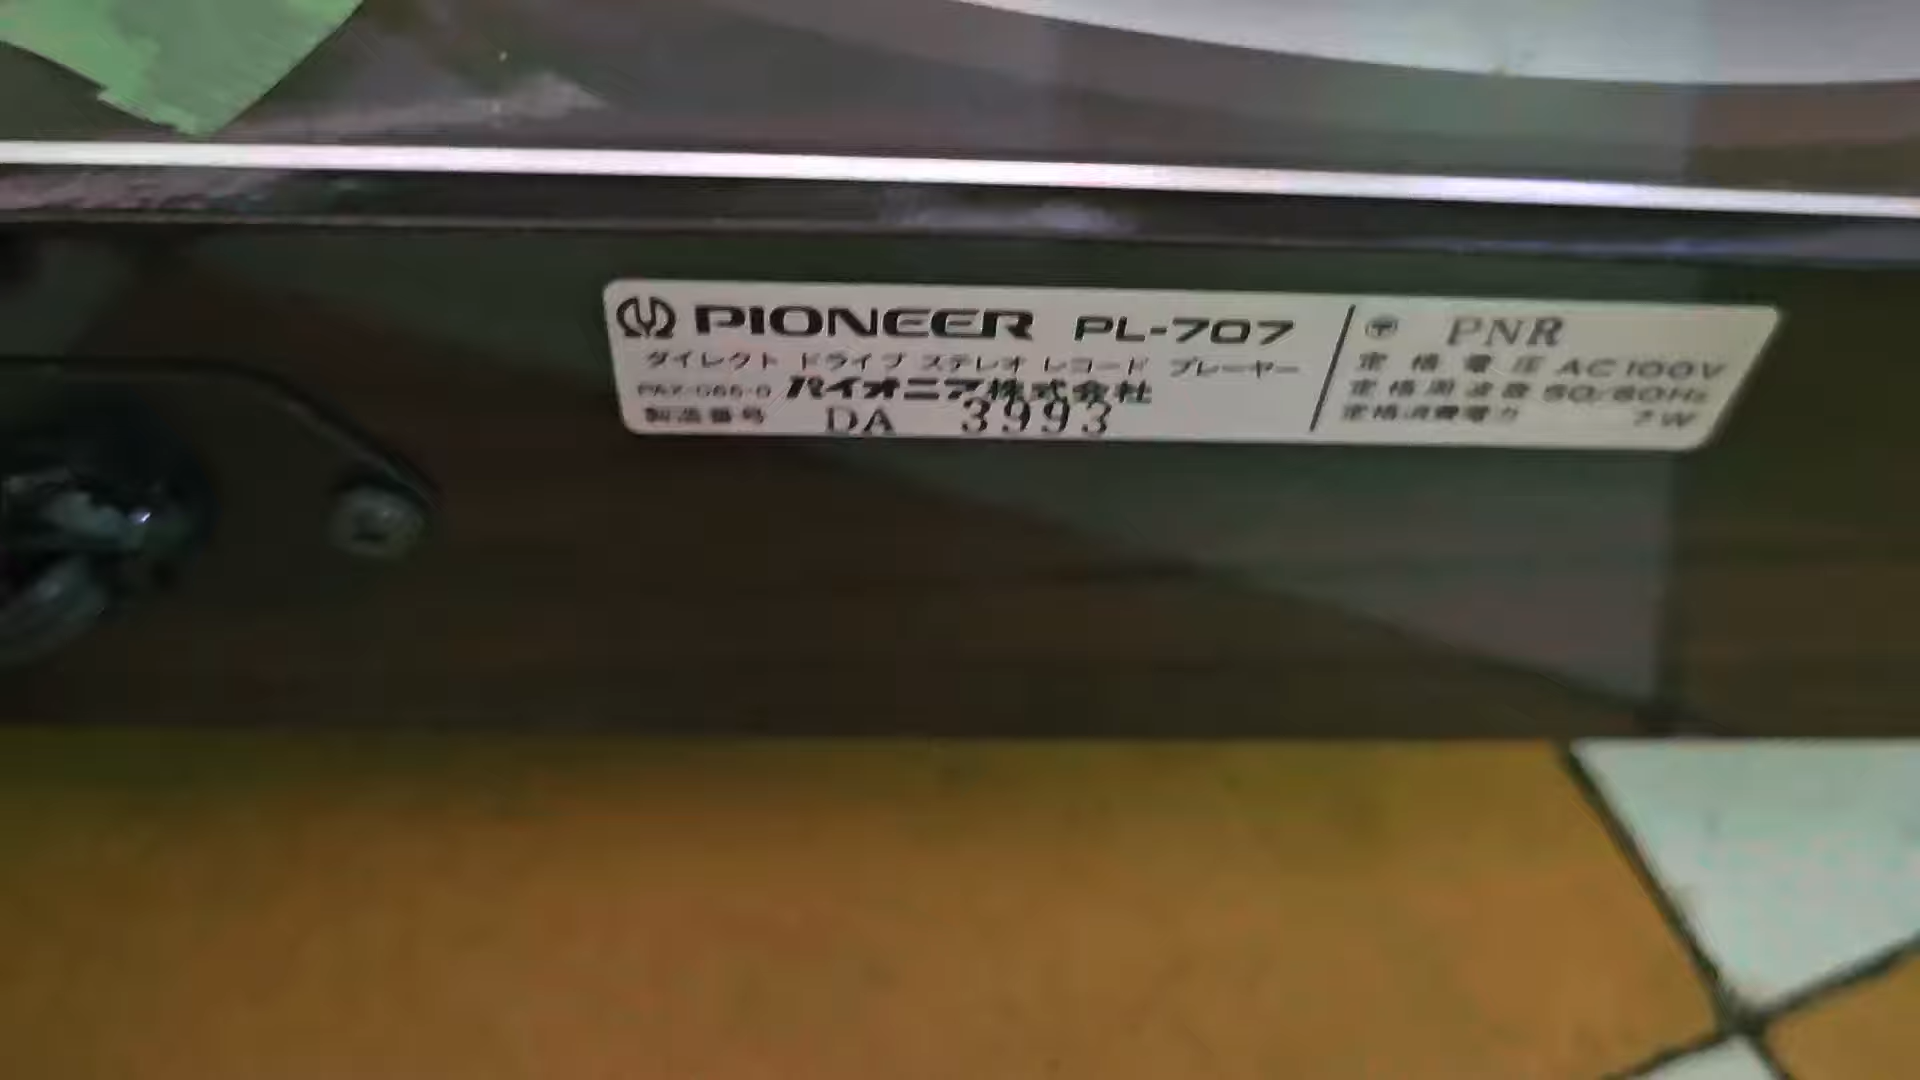 PIONEER PL-707
ダイレクト ドライブ ステレオ レコード プレーヤー
パイオニア株式会社
製造番号 DA 3993
〒 PNR
定格電圧 AC 100V
定格周波数 50/60Hz
定格消費電力 7W